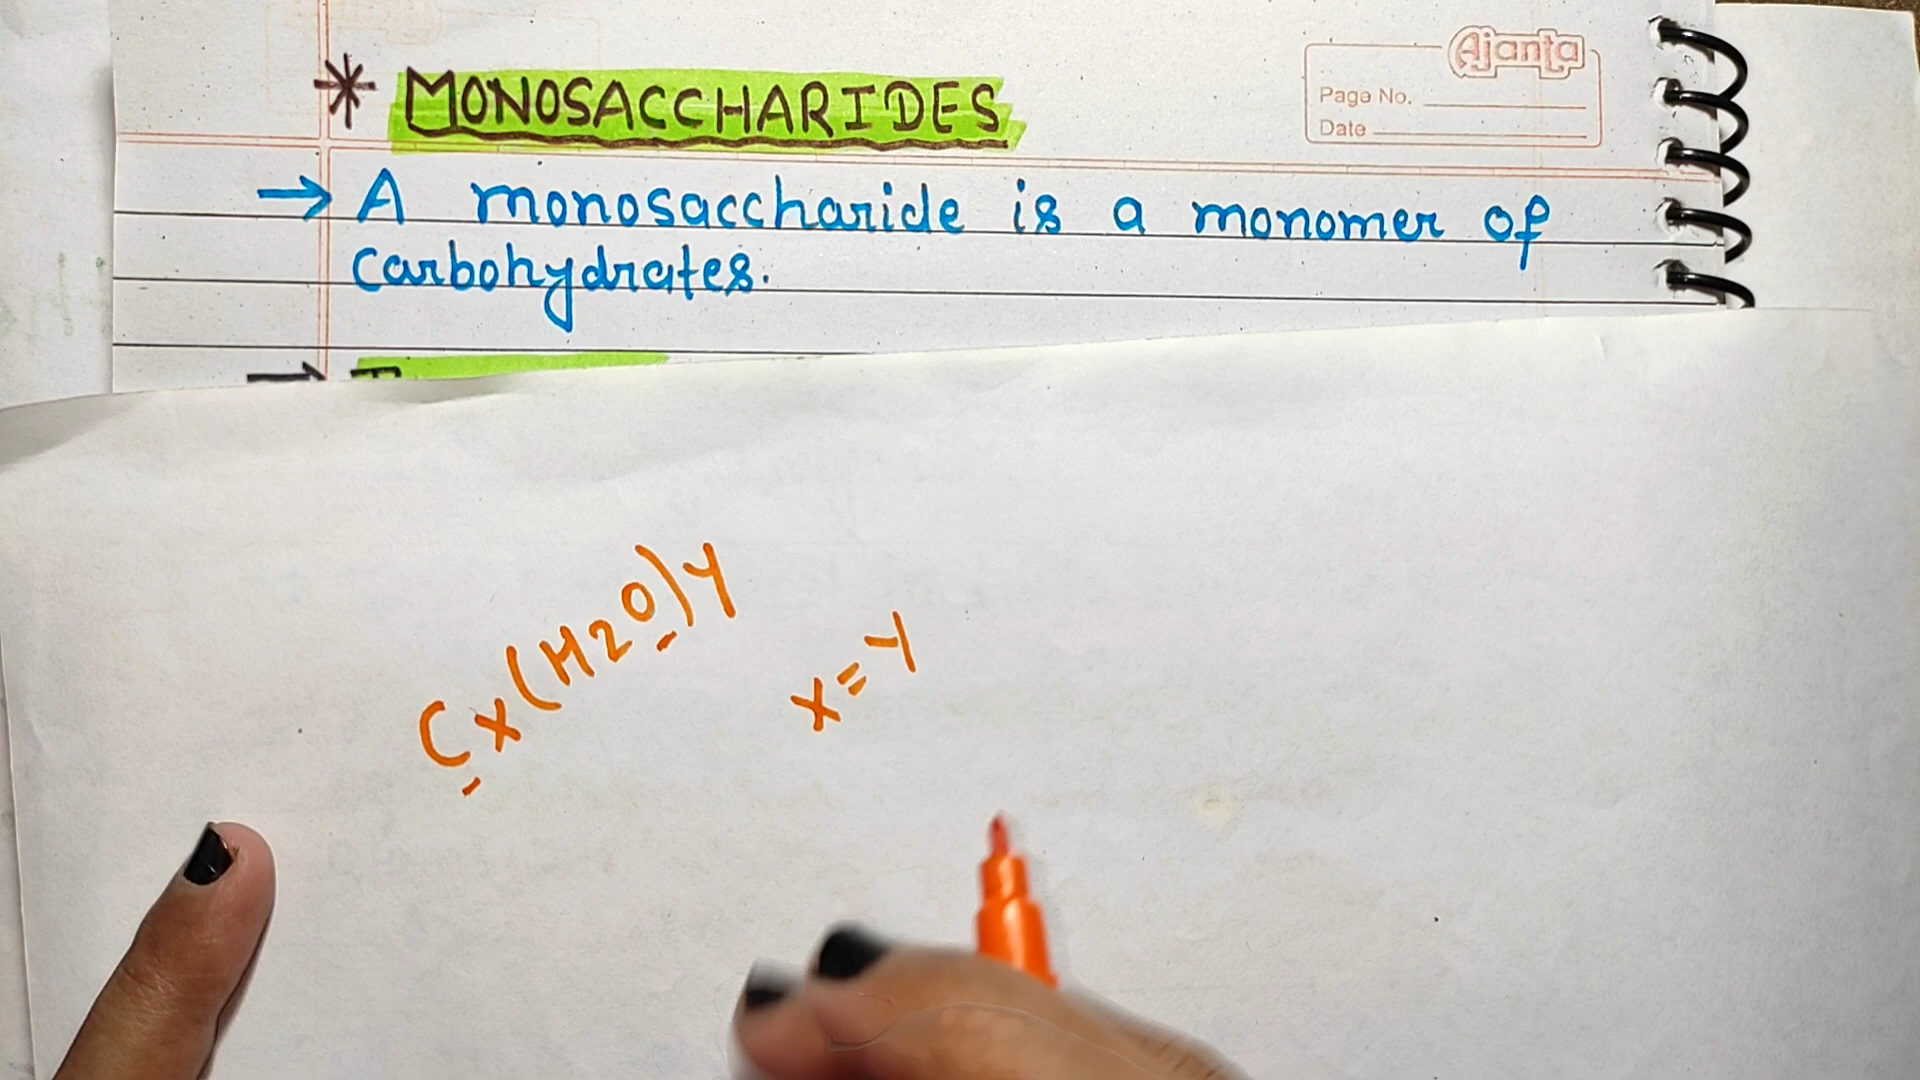 Ajanta
Page No.
Date
* MONOSACCHARIDES
→ A monosaccharide is a monomer of
carbohydrates.
Cx(H2O)y
x=y